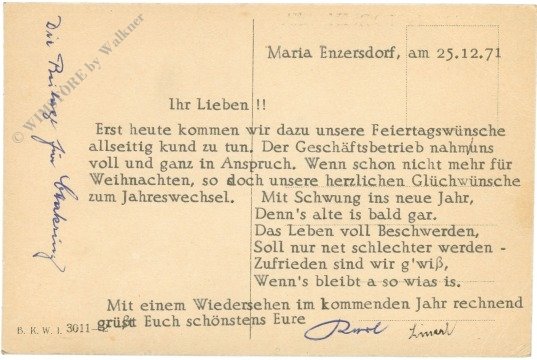 Maria Enzersdorf, am 25.12.71
Ihr Lieben !!
Erst heute kommen wir dazu unsere Feiertagswünsche
allseitig kund zu tun. Der Geschäftsbetrieb nahm/uns
voll und ganz in Anspruch. Wenn schon nicht mehr für
Weihnachten, so doch unsere herzlichen Glüchwünsche
zum Jahreswechsel. Mit Schwung ins neue Jahr,
Denn's alte is bald gar.
Das Leben voll Beschwerden,
Soll nur net schlechter werden -
Zufrieden sind wir g'wiß,
Wenn's bleibt a so wias is.
Mit einem Wiedersehen im kommenden Jahr rechnend
grüßt Euch schönstens Eure
B. K. W. I. 3011-
Die Beilage für
© WINSTORE by Walkner